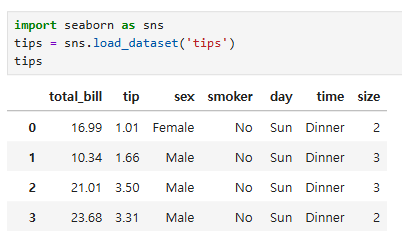 import seaborn as sns
tips = sns.load_dataset('tips')
tips
total_bill tip sex smoker day time size
0 16.99 1.01 Female No Sun Dinner 2
1 10.34 1.66 Male No Sun Dinner 3
2 21.01 3.50 Male No Sun Dinner 3
3 23.68 3.31 Male No Sun Dinner 2